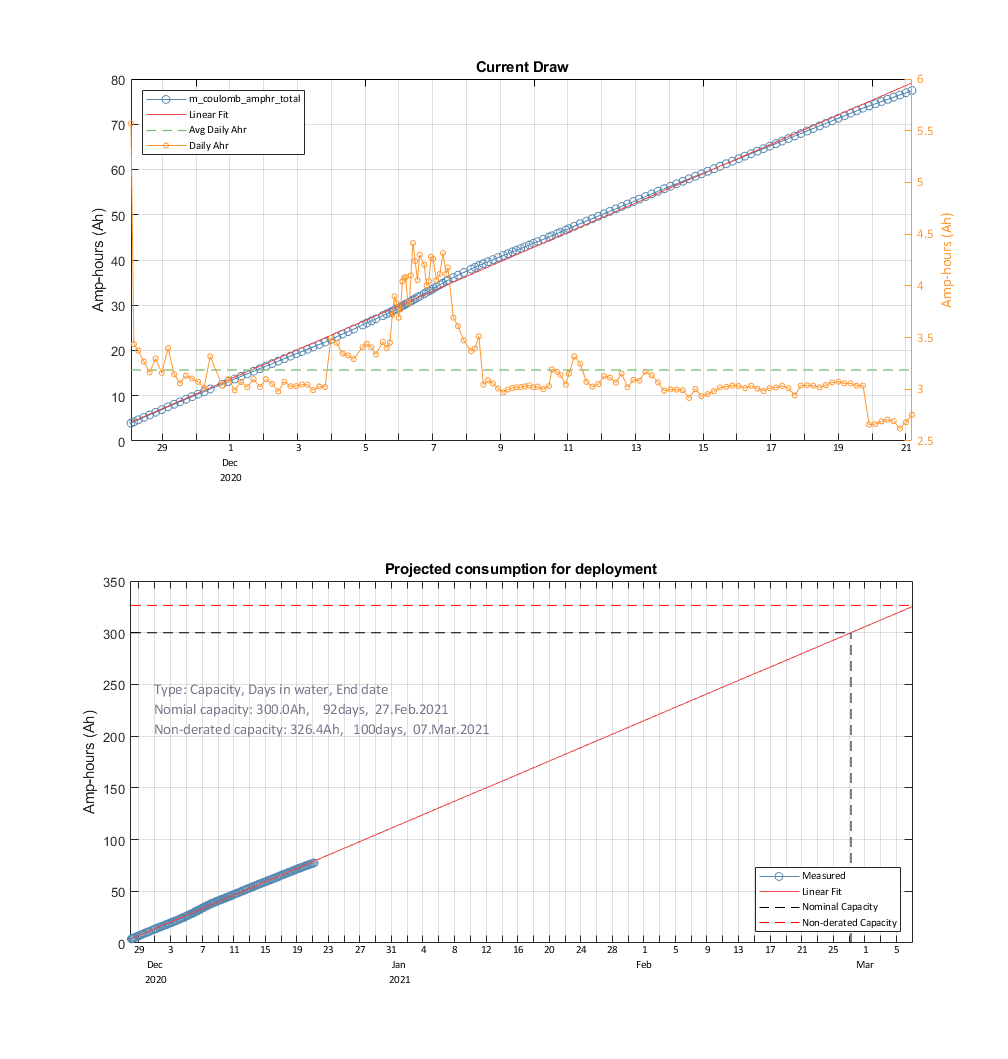 Current Draw
80
70
60
50
40
30
20
10
0
Amp-hours (Ah)
m_coulomb_amphr_total
Linear Fit
Avg Daily Ahr
Daily Ahr
6
5.5
5
4.5
4
3.5
3
2.5
Amp-hours (Ah)
29 1 3 5 7 9 11 13 15 17 19 21
Dec
2020
Projected consumption for deployment
350
300
250
200
150
100
50
0
Amp-hours (Ah)
Type: Capacity, Days in water, End date
Nomial capacity: 300.0Ah, 92days, 27.Feb.2021
Non-derated capacity: 326.4Ah, 100days, 07.Mar.2021
Measured
Linear Fit
Nominal Capacity
Non-derated Capacity
29 3 7 11 15 19 23 27 31 4 8 12 16 20 24 28 1 5 9 13 17 21 25 1 5
Dec Jan Feb Mar
2020 2021